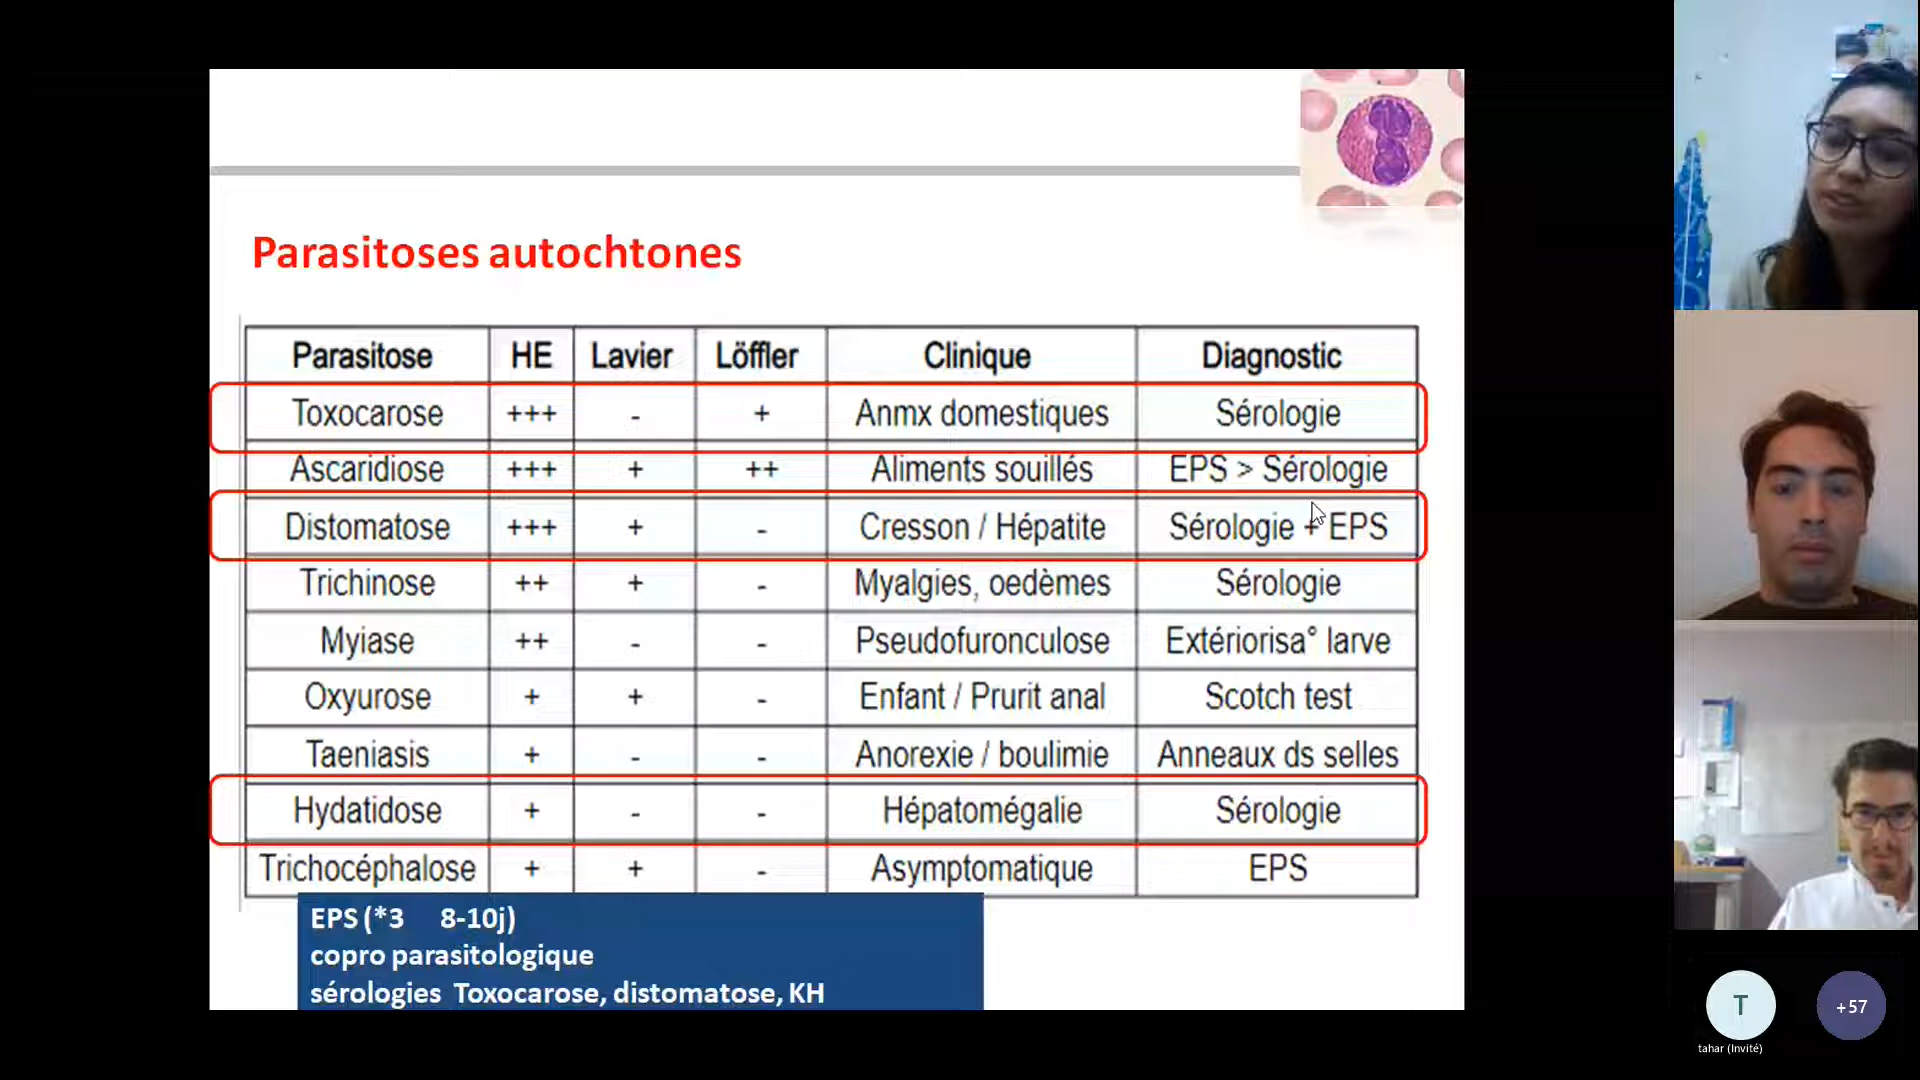 Parasitoses autochtones
Parasitose HE Lavier Löffler Clinique Diagnostic
Toxocarose +++ - + Anmx domestiques Sérologie
Ascaridiose +++ + ++ Aliments souillés EPS > Sérologie
Distomatose +++ + - Cresson / Hépatite Sérologie + EPS
Trichinose ++ + - Myalgies, oedèmes Sérologie
Myiase ++ - - Pseudofuronculose Extériorisa° larve
Oxyurose + + - Enfant / Prurit anal Scotch test
Taeniasis + - - Anorexie / boulimie Anneaux ds selles
Hydatidose + - - Hépatomégalie Sérologie
Trichocéphalose + + - Asymptomatique EPS
EPS (*3 8-10j)
copro parasitologique
sérologies Toxocarose, distomatose, KH
T
+57
tahar (Invité)